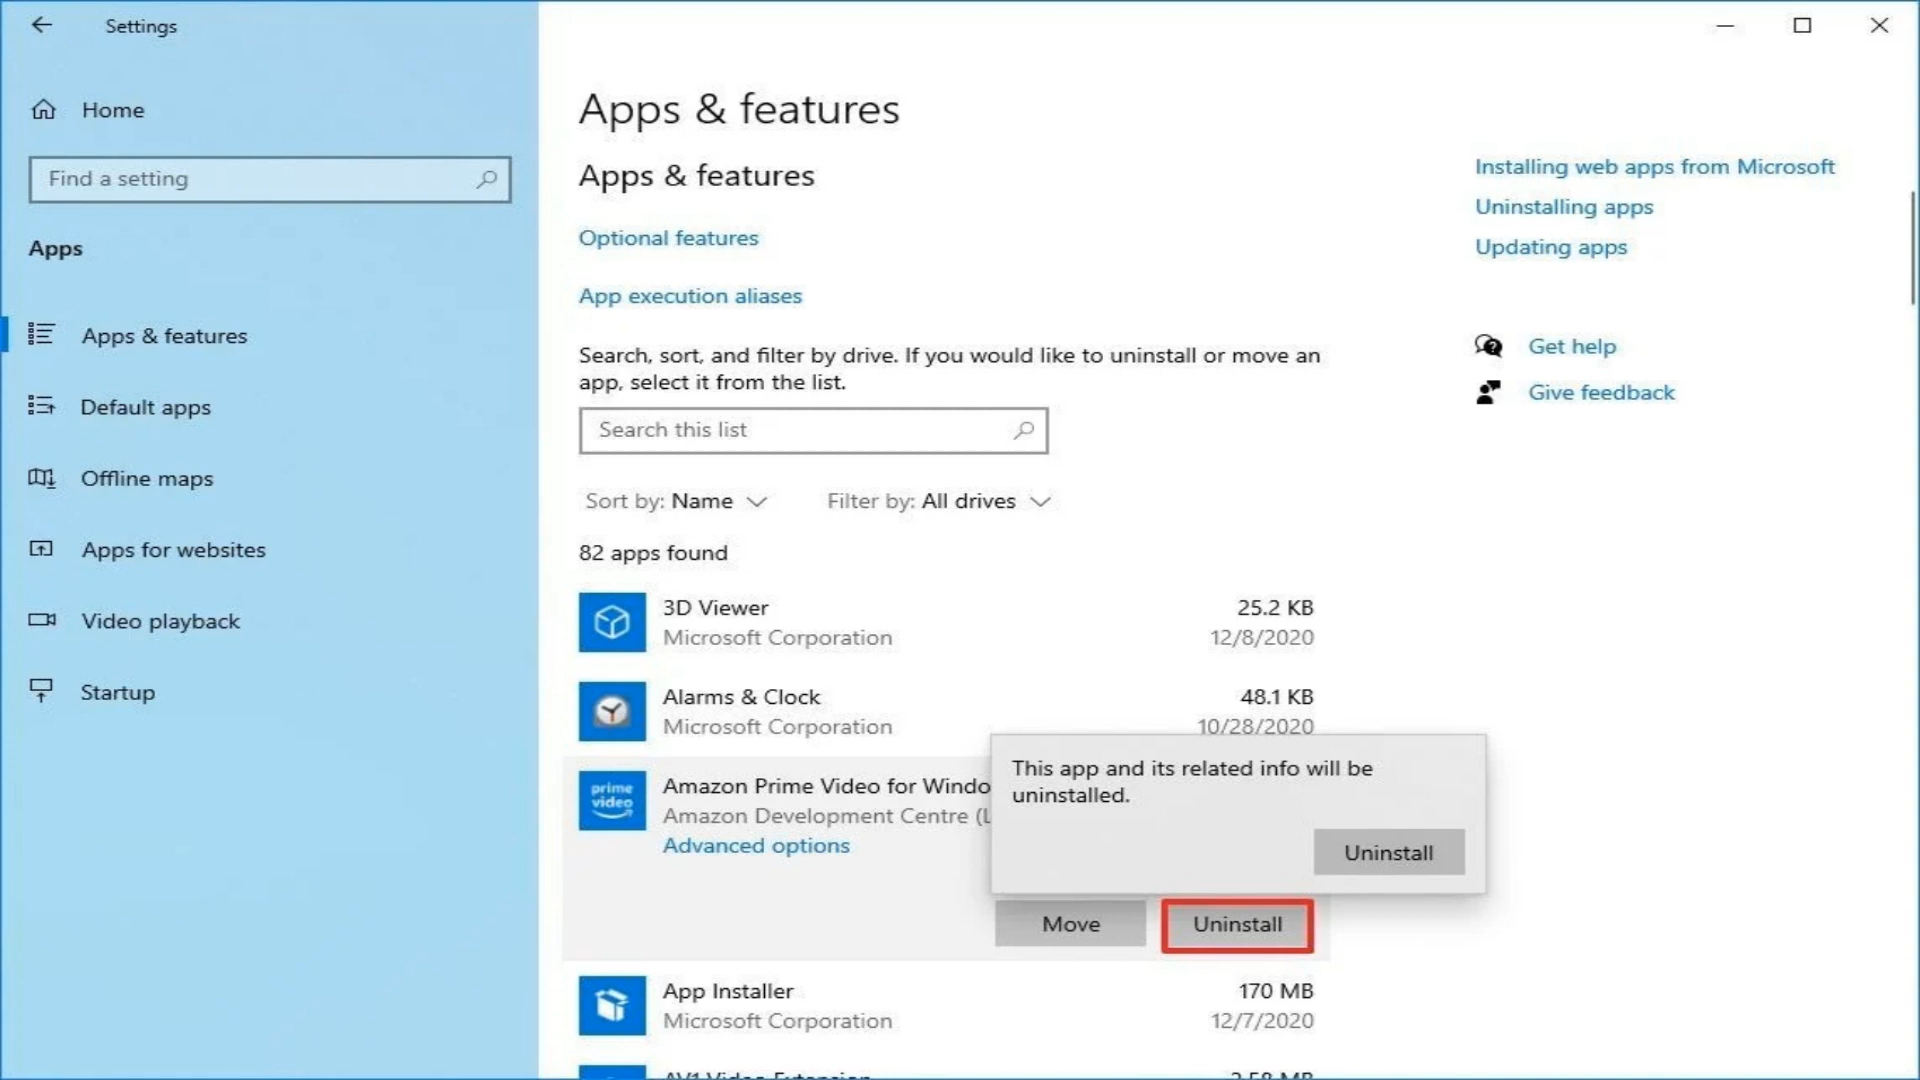 Settings
Home
Find a setting
Apps
Apps & features
Default apps
Offline maps
Apps for websites
Video playback
Startup
Apps & features
Apps & features
Optional features
App execution aliases
Search, sort, and filter by drive. If you would like to uninstall or move an
app, select it from the list.
Search this list
Sort by: Name Filter by: All drives
82 apps found
3D Viewer 25.2 KB
Microsoft Corporation 12/8/2020
Alarms & Clock 48.1 KB
Microsoft Corporation 10/28/2020
prime
video
Amazon Prime Video for Windo
Amazon Development Centre (L
Advanced options
This app and its related info will be
uninstalled.
Uninstall
Move Uninstall
App Installer 170 MB
Microsoft Corporation 12/7/2020
AV1 Video Extension 2.58 MB
Installing web apps from Microsoft
Uninstalling apps
Updating apps
Get help
Give feedback